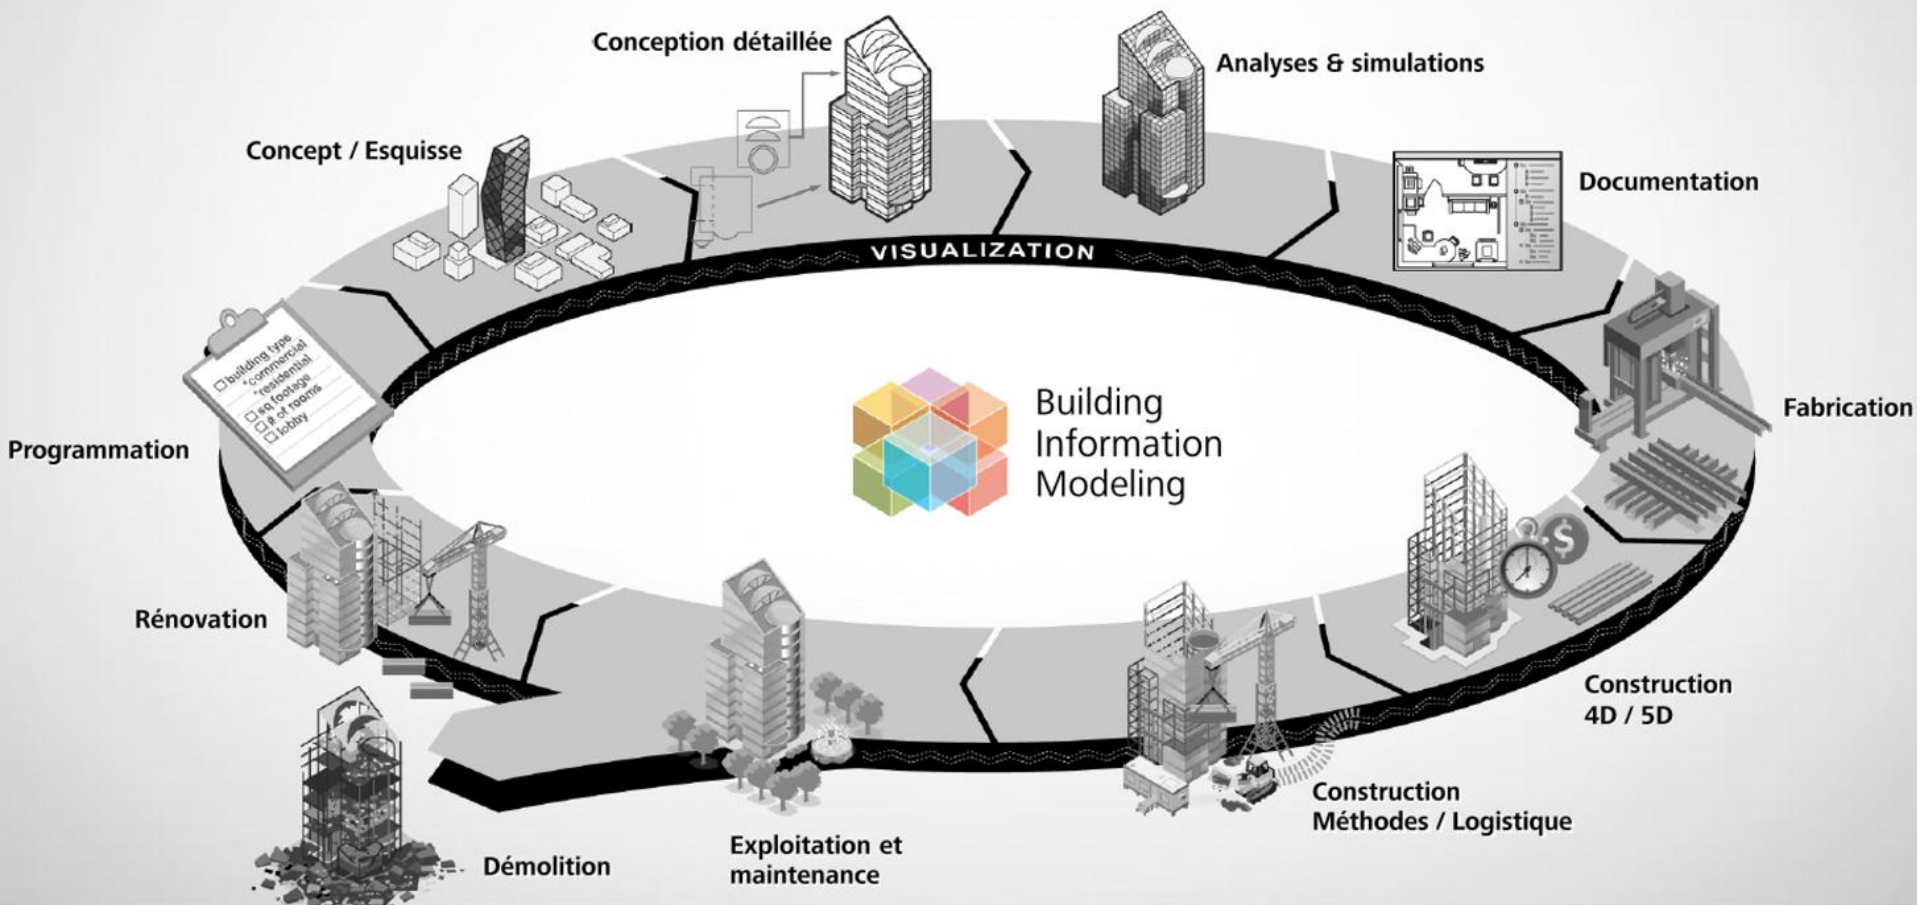 Conception détaillée
Analyses & simulations
Concept / Esquisse
Documentation
VISUALIZATION
building type
*commercial
*residential
sq footage
# of rooms
lobby
Programmation
Building
Information
Modeling
Fabrication
$
Rénovation
Construction
4D / 5D
Construction
Méthodes / Logistique
Exploitation et
maintenance
Démolition